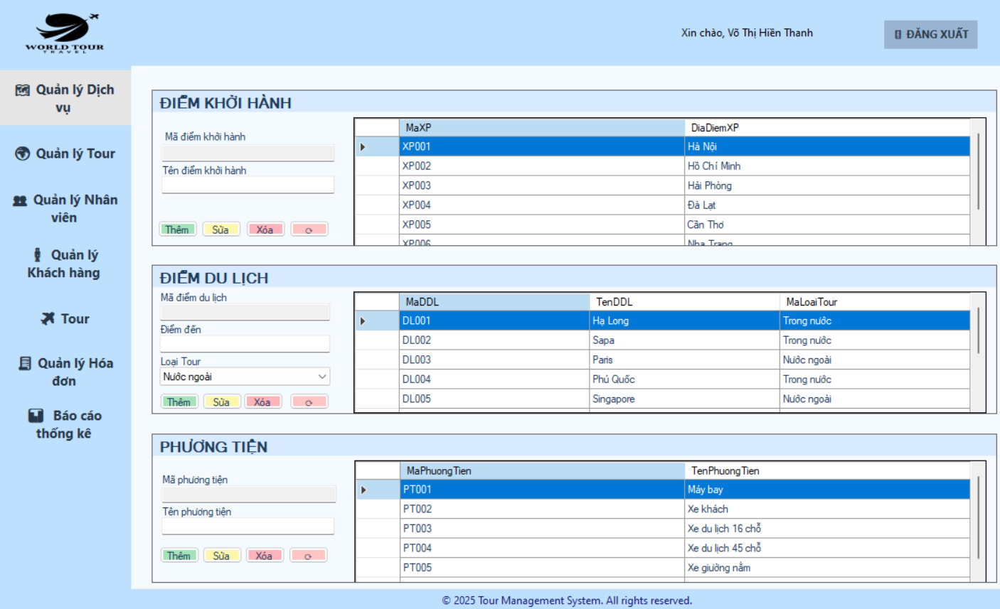 WORLD TOUR
TRAVEL
Xin chào, Võ Thị Hiền Thanh
ĐĂNG XUẤT
Quản lý Dịch
vụ
Quản lý Tour
Quản lý Nhân
viên
Quản lý
Khách hàng
Tour
Quản lý Hóa
đơn
Báo cáo
thống kê
ĐIỂM KHỞI HÀNH
Mã điểm khởi hành
Tên điểm khởi hành
Thêm Sửa Xóa
MaXP DiaDiemXP
XP001 Hà Nội
XP002 Hồ Chí Minh
XP003 Hải Phòng
XP004 Đà Lạt
XP005 Cần Thơ
XP006 Nha Trang
ĐIỂM DU LỊCH
Mã điểm du lịch
Điểm đến
Loại Tour
Nước ngoài
Thêm Sửa Xóa
MaDDL TenDDL MaLoaiTour
DL001 Hạ Long Trong nước
DL002 Sapa Trong nước
DL003 Paris Nước ngoài
DL004 Phú Quốc Trong nước
DL005 Singapore Nước ngoài
PHƯƠNG TIỆN
Mã phương tiện
Tên phương tiện
Thêm Sửa Xóa
MaPhuongTien TenPhuongTien
PT001 Máy bay
PT002 Xe khách
PT003 Xe du lịch 16 chỗ
PT004 Xe du lịch 45 chỗ
PT005 Xe giường nằm
© 2025 Tour Management System. All rights reserved.